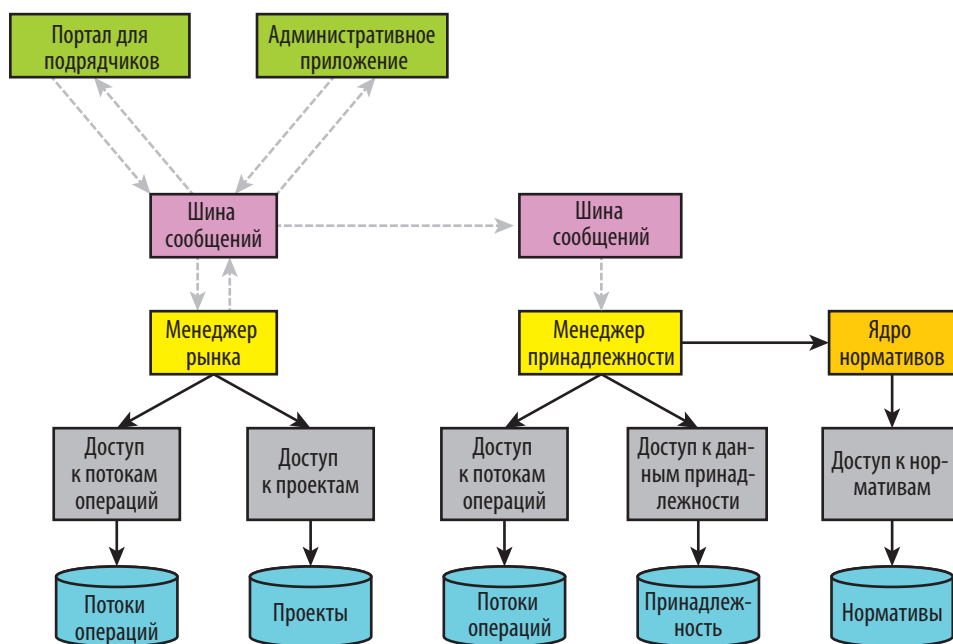 Портал для
подрядчиков
Административное
приложение
Шина
сообщений
Шина
сообщений
Менеджер
рынка
Менеджер
принадлежности
Ядро
нормативов
Доступ
к потокам
операций
Доступ
к проектам
Доступ
к потокам
операций
Доступ к дан-
ным принад-
лежности
Доступ к нор-
мативам
Потоки
операций
Проекты
Потоки
операций
Принадлеж-
ность
Нормативы